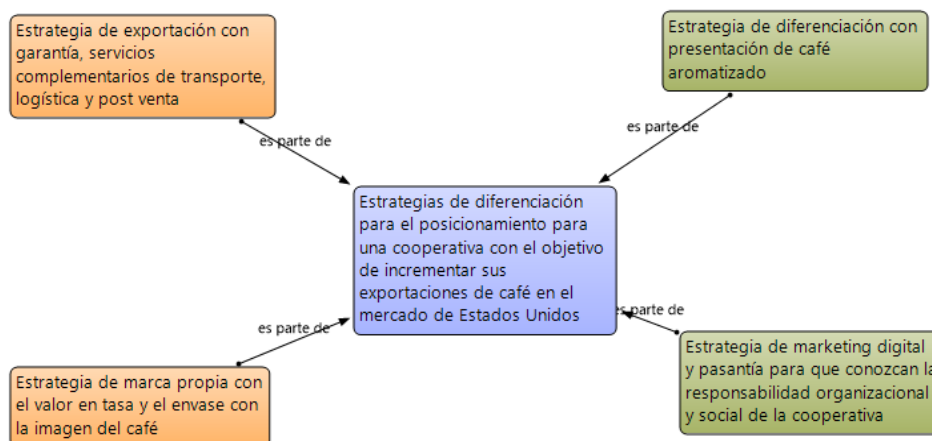 Estrategia de exportación con
garantía, servicios
complementarios de transporte,
logística y post venta
Estrategia de diferenciación con
presentación de café
aromatizado
es parte de
es parte de
Estrategias de diferenciación
para el posicionamiento para
una cooperativa con el objetivo
de incrementar sus
exportaciones de café en el
mercado de Estados Unidos
es parte de
es parte de
Estrategia de marca propia con
el valor en tasa y el envase con
la imagen del café
Estrategia de marketing digital
y pasantía para que conozcan la
responsabilidad organizacional
y social de la cooperativa